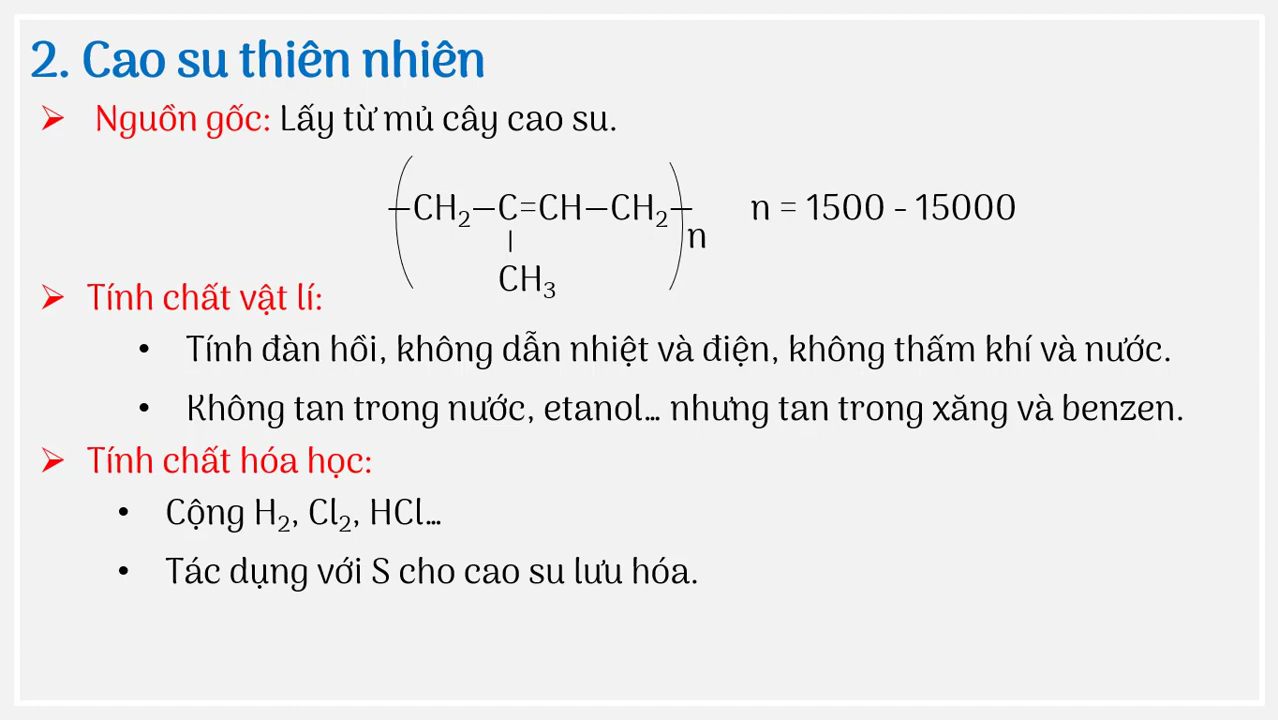 2. Cao su thiên nhiên
➢ Nguồn gốc: Lấy từ mủ cây cao su.
(–CH₂–C=CH–CH₂–)n n = 1500 - 15000
CH₃
➢ Tính chất vật lí:
• Tính đàn hồi, không dẫn nhiệt và điện, không thấm khí và nước.
• Không tan trong nước, etanol... nhưng tan trong xăng và benzen.
➢ Tính chất hóa học:
• Cộng H₂, Cl₂, HCl...
• Tác dụng với S cho cao su lưu hóa.